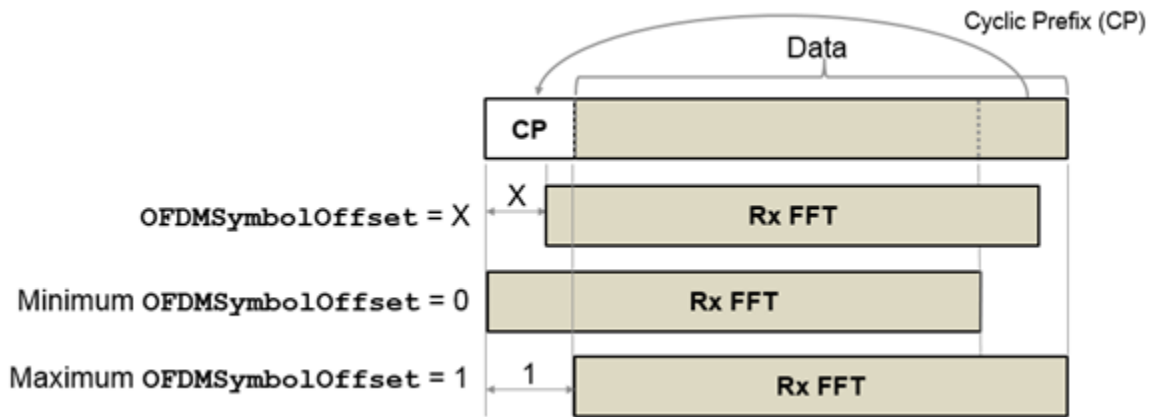 Cyclic Prefix (CP)
Data
CP
X
OFDMSymbolOffset = X
Rx FFT
Minimum OFDMSymbolOffset = 0
Rx FFT
Maximum OFDMSymbolOffset = 1
1
Rx FFT